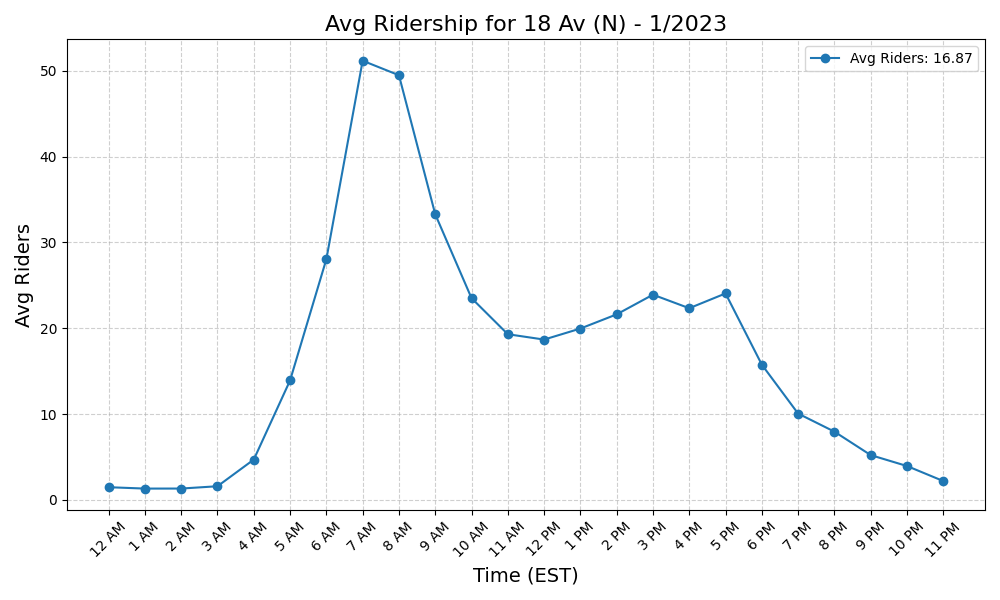 Avg Ridership for 18 Av (N) - 1/2023
Avg Riders: 16.87
Avg Riders
50
40
30
20
10
0
12 AM
1 AM
2 AM
3 AM
4 AM
5 AM
6 AM
7 AM
8 AM
9 AM
10 AM
11 AM
12 PM
1 PM
2 PM
3 PM
4 PM
5 PM
6 PM
7 PM
8 PM
9 PM
10 PM
11 PM
Time (EST)